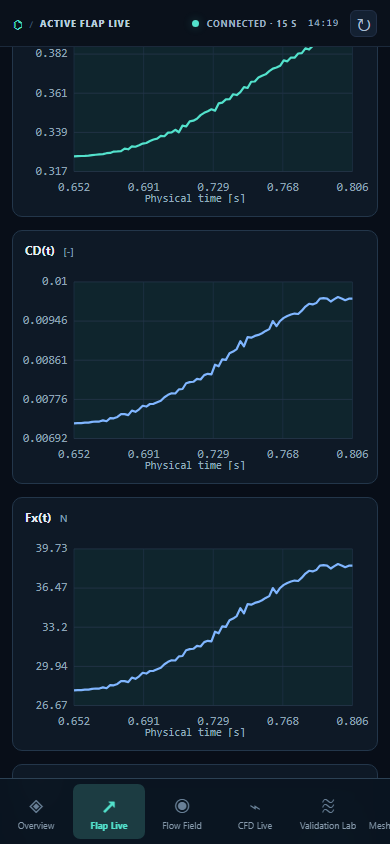 / ACTIVE FLAP LIVE
CONNECTED · 15 S 14:19
0.382
0.361
0.339
0.317
0.652 0.691 0.729 0.768 0.806
Physical time [s]
CD(t) [-]
0.01
0.00946
0.00861
0.00776
0.00692
0.652 0.691 0.729 0.768 0.806
Physical time [s]
Fx(t) N
39.73
36.47
33.2
29.94
26.67
0.652 0.691 0.729 0.768 0.806
Physical time [s]
Overview Flap Live Flow Field CFD Live Validation Lab Mesh